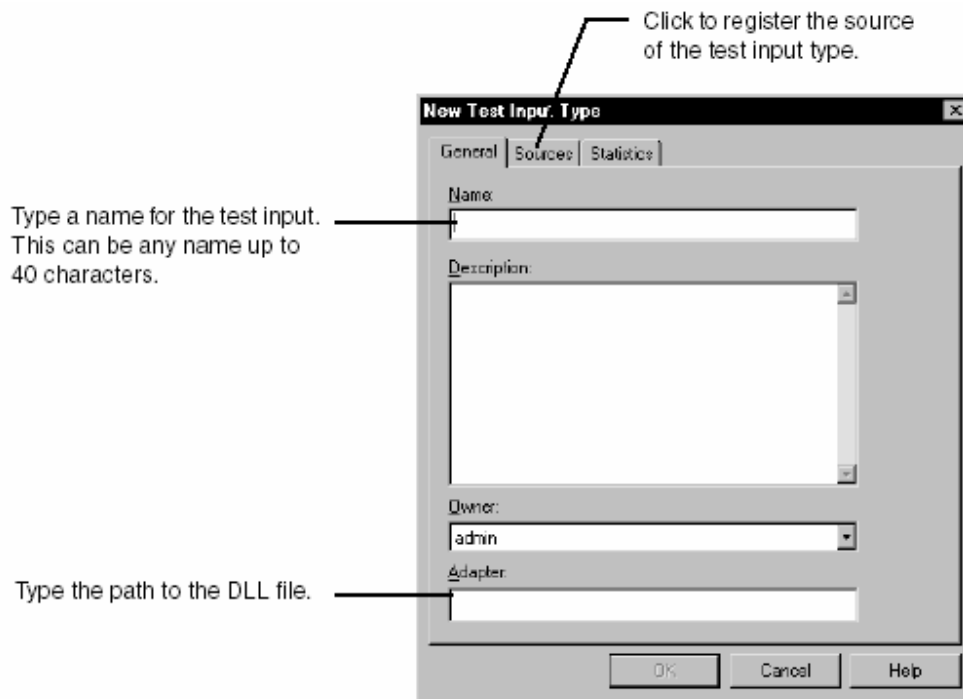 Click to register the source
of the test input type.
New Test Input Type
General Sources Statistics
Name:
Type a name for the test input.
This can be any name up to
40 characters.
Description:
Owner:
admin
Adapter:
Type the path to the DLL file.
OK Cancel Help